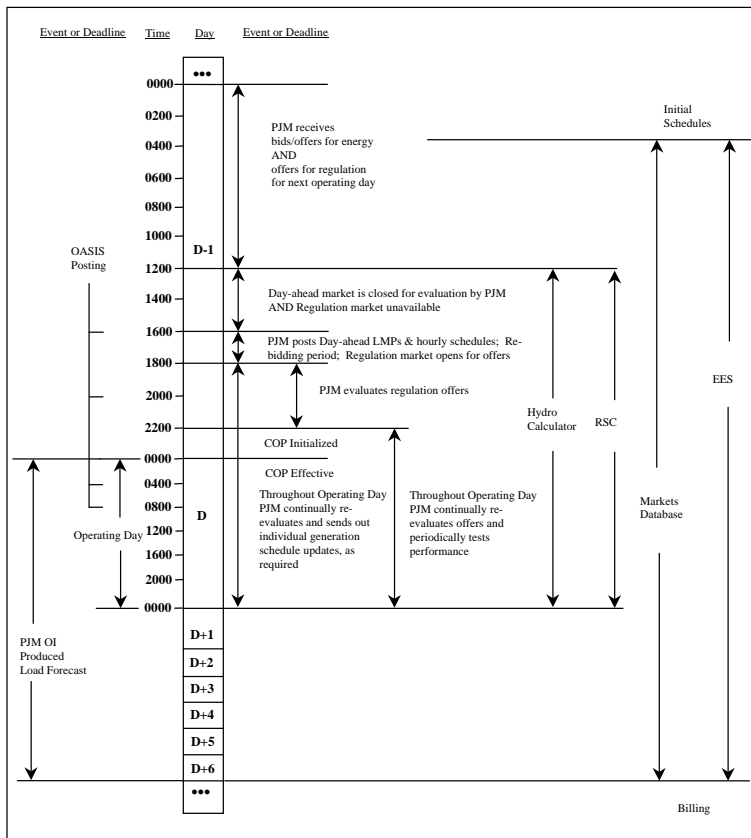 Event or Deadline Time Day Event or Deadline
•••
0000
0200
0400
0600
0800
1000
1200
1400
1600
1800
2000
2200
0000
0400
0800
1200
1600
2000
0000
D-1
D
D+1
D+2
D+3
D+4
D+5
D+6
•••
OASIS
Posting
Operating Day
PJM OI
Produced
Load Forecast
PJM receives
bids/offers for energy
AND
offers for regulation
for next operating day
Day-ahead market is closed for evaluation by PJM
AND Regulation market unavailable
PJM posts Day-ahead LMPs & hourly schedules; Re-
bidding period; Regulation market opens for offers
PJM evaluates regulation offers
COP Initialized
COP Effective
Throughout Operating Day
PJM continually re-
evaluates and sends out
individual generation
schedule updates, as
required
Throughout Operating Day
PJM continually re-
evaluates offers and
periodically tests
performance
Hydro
Calculator
RSC
Initial
Schedules
Markets
Database
EES
Billing